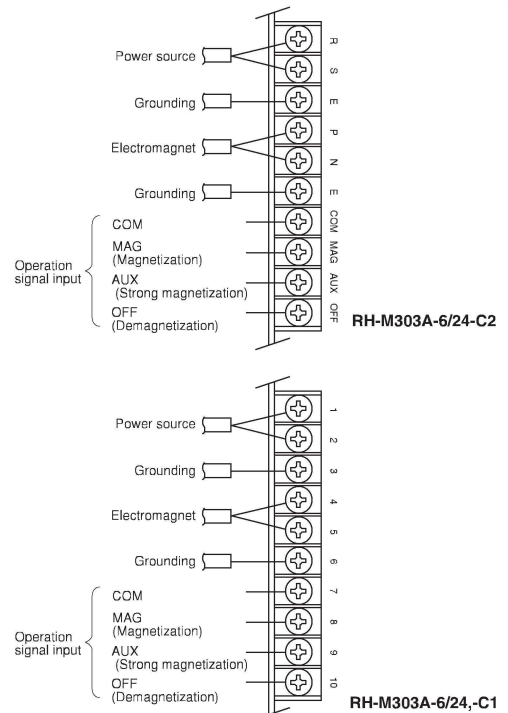 Power source
Grounding
Electromagnet
Grounding
Operation
signal input
COM
MAG
(Magnetization)
AUX
(Strong magnetization)
OFF
(Demagnetization)
R
S
E
P
N
E
COM
MAG
AUX
OFF
RH-M303A-6/24-C2
Power source
Grounding
Electromagnet
Grounding
Operation
signal input
COM
MAG
(Magnetization)
AUX
(Strong magnetization)
OFF
(Demagnetization)
1
2
3
4
5
6
7
8
9
10
RH-M303A-6/24,-C1